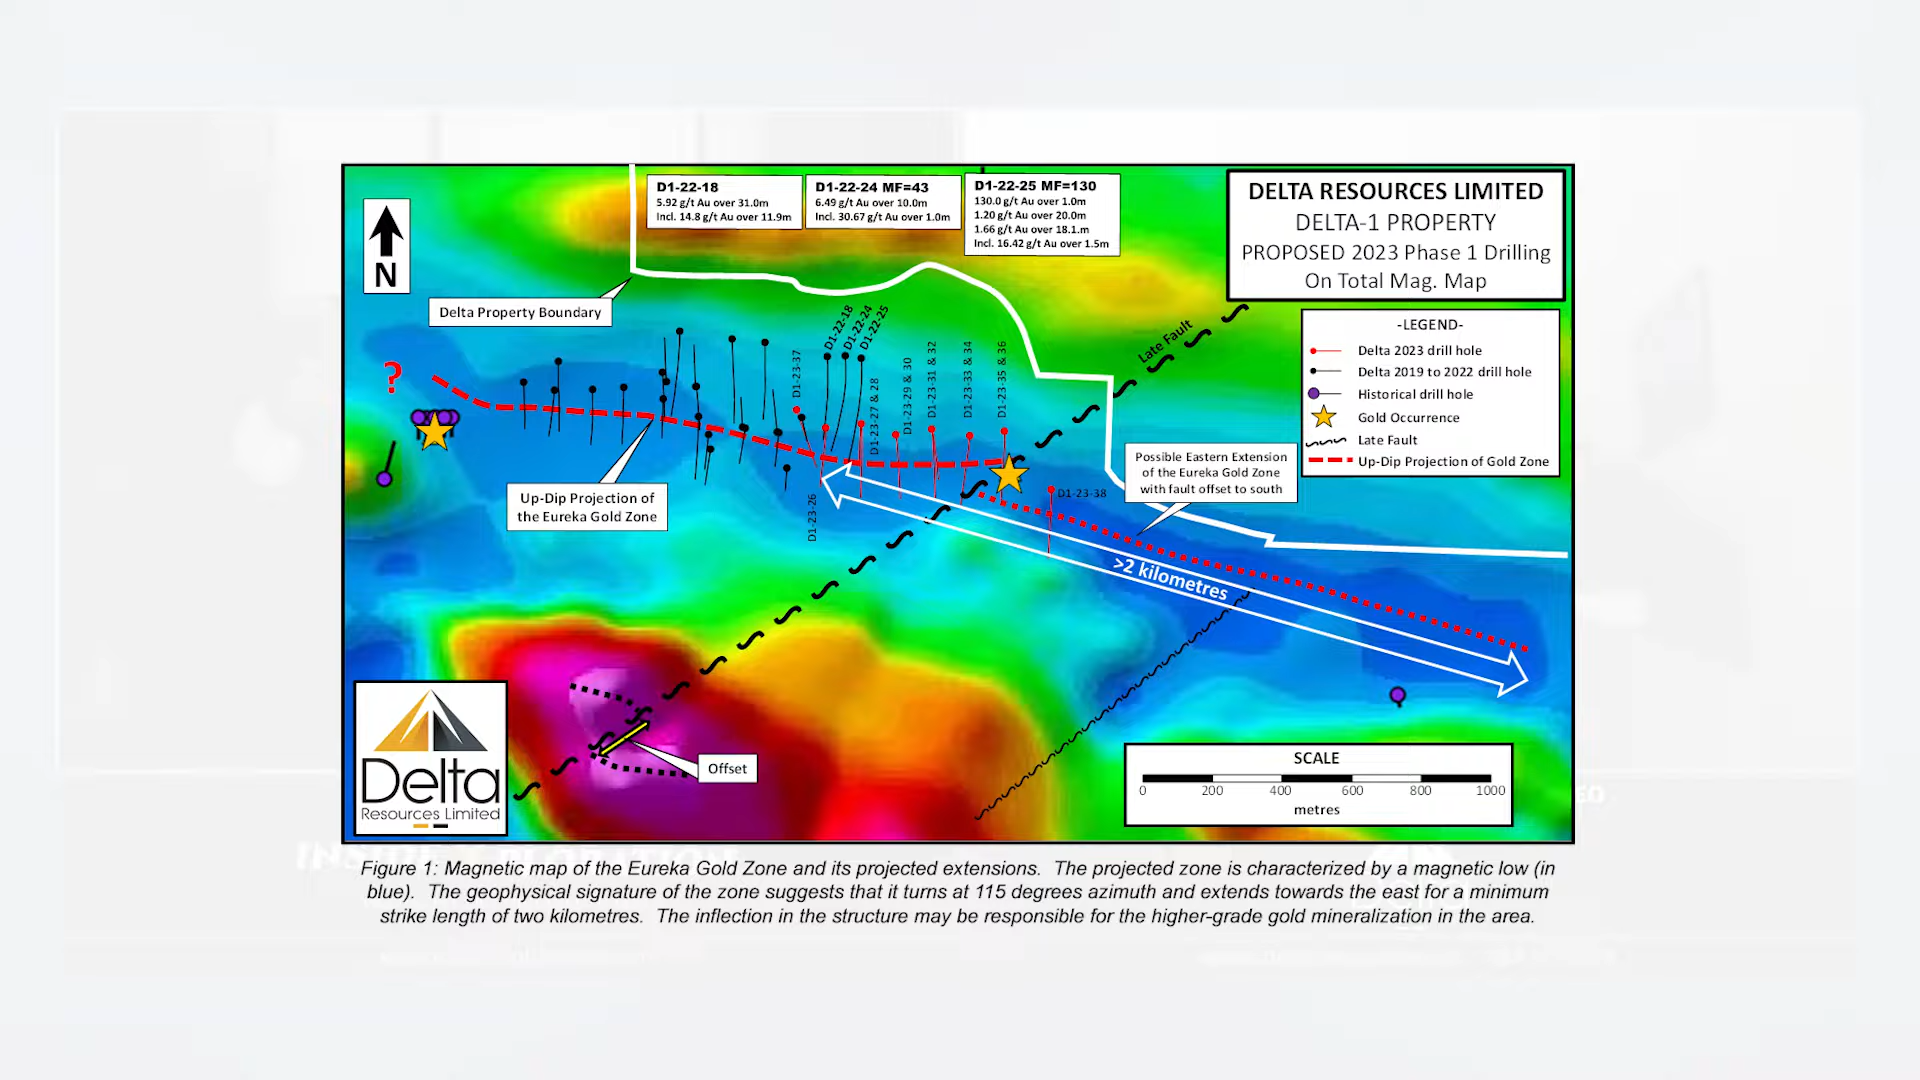 D1-22-18
5.92 g/t Au over 31.0m
Incl. 14.8 g/t Au over 11.9m
D1-22-24 MF=43
6.49 g/t Au over 10.0m
Incl. 30.67 g/t Au over 1.0m
D1-22-25 MF=130
130.0 g/t Au over 1.0m
1.20 g/t Au over 20.0m
1.66 g/t Au over 18.1.m
Incl. 16.42 g/t Au over 1.5m
DELTA RESOURCES LIMITED
DELTA-1 PROPERTY
PROPOSED 2023 Phase 1 Drilling
On Total Mag. Map
N
Delta Property Boundary
-LEGEND-
Delta 2023 drill hole
Delta 2019 to 2022 drill hole
Historical drill hole
Gold Occurrence
Late Fault
Up-Dip Projection of Gold Zone
Late Fault
?
D1-23-37
D1-22-18
D1-22-24
D1-22-25
D1-23-27 & 28
D1-23-29 & 30
D1-23-31 & 32
D1-23-33 & 34
D1-23-35 & 36
D1-23-26
D1-23-38
Possible Eastern Extension
of the Eureka Gold Zone
with fault offset to south
Up-Dip Projection of
the Eureka Gold Zone
>2 kilometres
Offset
Delta
Resources Limited
SCALE
0 200 400 600 800 1000
metres
Figure 1: Magnetic map of the Eureka Gold Zone and its projected extensions. The projected zone is characterized by a magnetic low (in
blue). The geophysical signature of the zone suggests that it turns at 115 degrees azimuth and extends towards the east for a minimum
strike length of two kilometres. The inflection in the structure may be responsible for the higher-grade gold mineralization in the area.